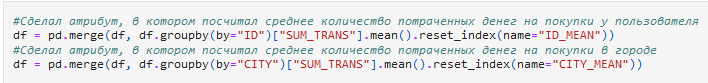 #Сделал атрибут, в котором посчитал среднее количество потраченных денег на покупки у пользователя
df = pd.merge(df, df.groupby(by="ID")["SUM_TRANS"].mean().reset_index(name="ID_MEAN"))
#Сделал атрибут, в котором посчитал среднее количество потраченных денег на покупки в городе
df = pd.merge(df, df.groupby(by="CITY")["SUM_TRANS"].mean().reset_index(name="CITY_MEAN"))